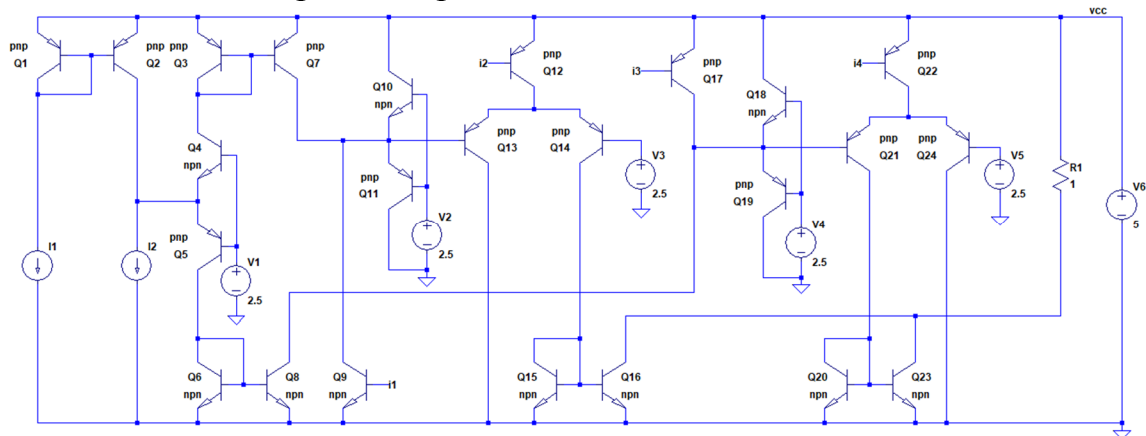 vcc
pnp
Q1
pnp
Q2
pnp
Q3
pnp
Q7
Q10
npn
i2
pnp
Q12
i3
pnp
Q17
Q18
npn
i4
pnp
Q22
Q4
npn
pnp
Q13
pnp
Q14
V3
2.5
pnp
Q21
pnp
Q24
V5
2.5
R1
1
V6
5
pnp
Q11
V2
2.5
pnp
Q19
V4
2.5
I1
I2
pnp
Q5
V1
2.5
Q6
npn
Q8
npn
Q9
npn
i1
Q15
npn
Q16
npn
Q20
npn
Q23
npn